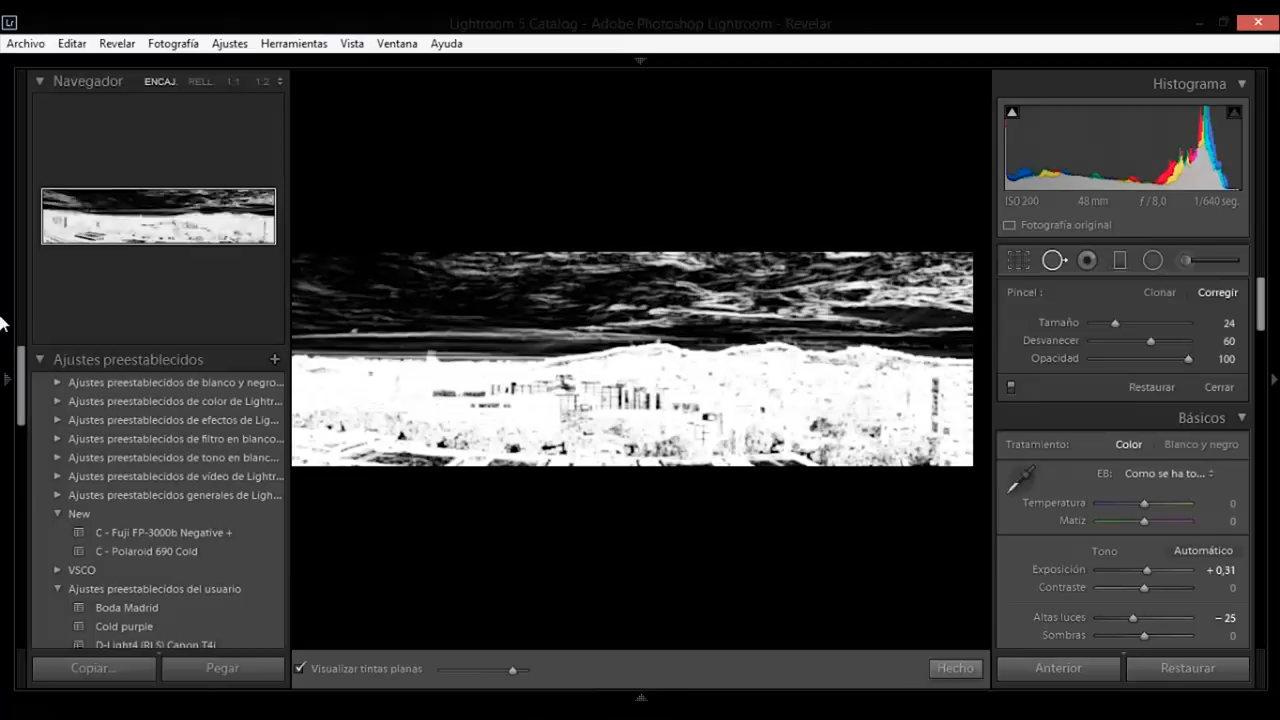 Lr
Lightroom 5 Catalog - Adobe Photoshop Lightroom - Revelar
Archivo Editar Revelar Fotografía Ajustes Herramientas Vista Ventana Ayuda
Navegador ENCAJ. RELL. 1:1 1:2
Ajustes preestablecidos +
Ajustes preestablecidos de blanco y negro...
Ajustes preestablecidos de color de Lightr...
Ajustes preestablecidos de efectos de Lig...
Ajustes preestablecidos de filtro en blanco...
Ajustes preestablecidos de tono en blanc...
Ajustes preestablecidos de vídeo de Lightr...
Ajustes preestablecidos generales de Ligh...
New
C - Fuji FP-3000b Negative +
C - Polaroid 690 Cold
VSCO
Ajustes preestablecidos del usuario
Boda Madrid
Cold purple
D-Light4 (RL5) Canon T4i
Copiar... Pegar
Visualizar tintas planas
Hecho
Histograma
ISO 200 48 mm ƒ / 8,0 1/640 seg.
Fotografía original
Pincel : Clonar Corregir
Tamaño 24
Desvanecer 60
Opacidad 100
Restaurar Cerrar
Básicos
Tratamiento: Color Blanco y negro
EB: Como se ha to...
Temperatura 0
Matiz 0
Tono Automático
Exposición + 0,31
Contraste 0
Altas luces − 25
Sombras 0
Anterior Restaurar